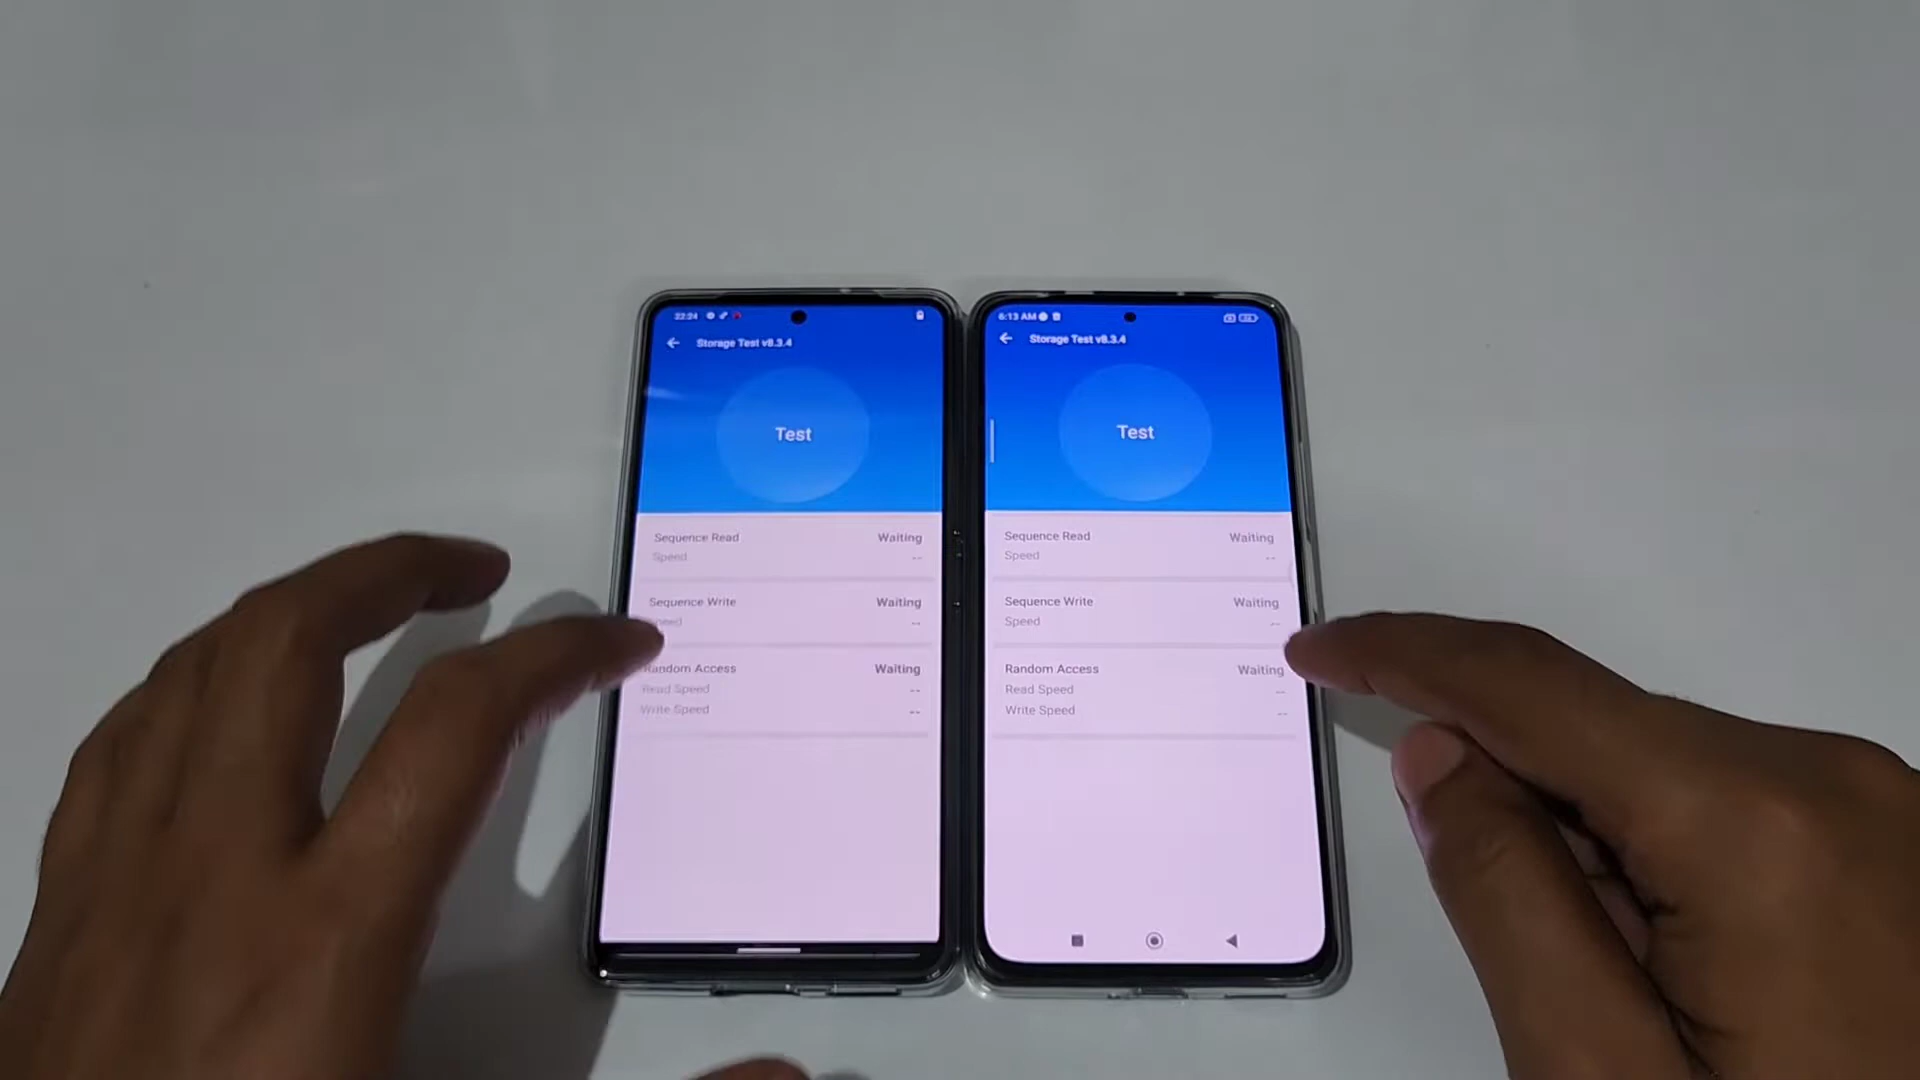 22:24
Storage Test v8.3.4
Test
Sequence Read Waiting
Speed --
Sequence Write Waiting
Speed --
Random Access Waiting
Read Speed --
Write Speed --
6:13 AM
Storage Test v8.3.4
Test
Sequence Read Waiting
Speed --
Sequence Write Waiting
Speed --
Random Access Waiting
Read Speed --
Write Speed --